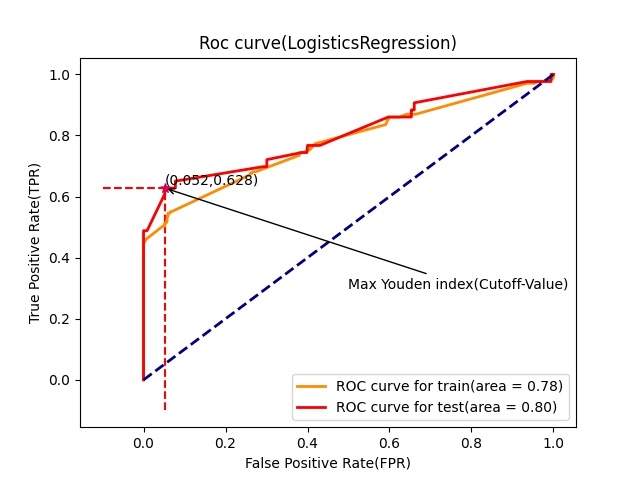 Roc curve(LogisticsRegression)
True Positive Rate(TPR)
1.0
0.8
0.6
0.4
0.2
0.0
(0.052,0.628)
Max Youden index(Cutoff-Value)
ROC curve for train(area = 0.78)
ROC curve for test(area = 0.80)
0.0 0.2 0.4 0.6 0.8 1.0
False Positive Rate(FPR)